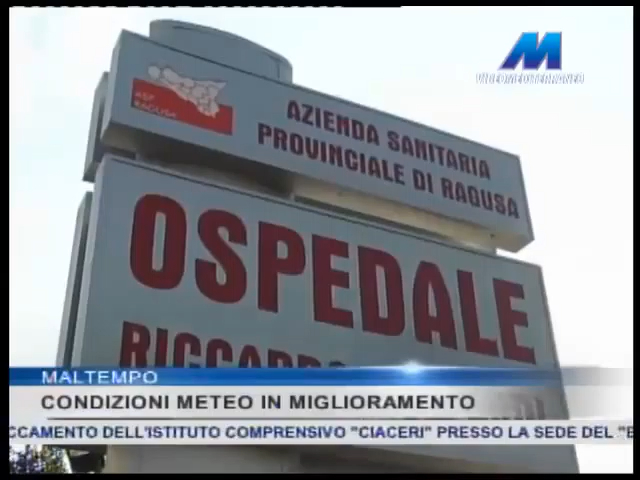 M
VIDEOMEDITERRANEO
ASP
RAGUSA
AZIENDA SANITARIA
PROVINCIALE DI RAGUSA
OSPEDALE
MALTEMPO
CONDIZIONI METEO IN MIGLIORAMENTO
DELL'ISTITUTO COMPRENSIVO "CIACERI" PRESSO LA SEDE DEL